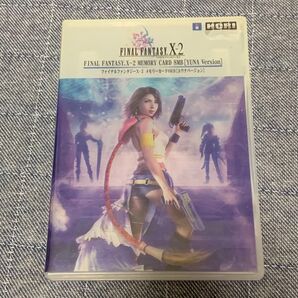 HORI
FINAL FANTASY X-2
FINAL FANTASY X-2 MEMORY CARD 8MB [YUNA Version]
ファイナルファンタジーX-2 メモリーカード8MB [ユウナバージョン]